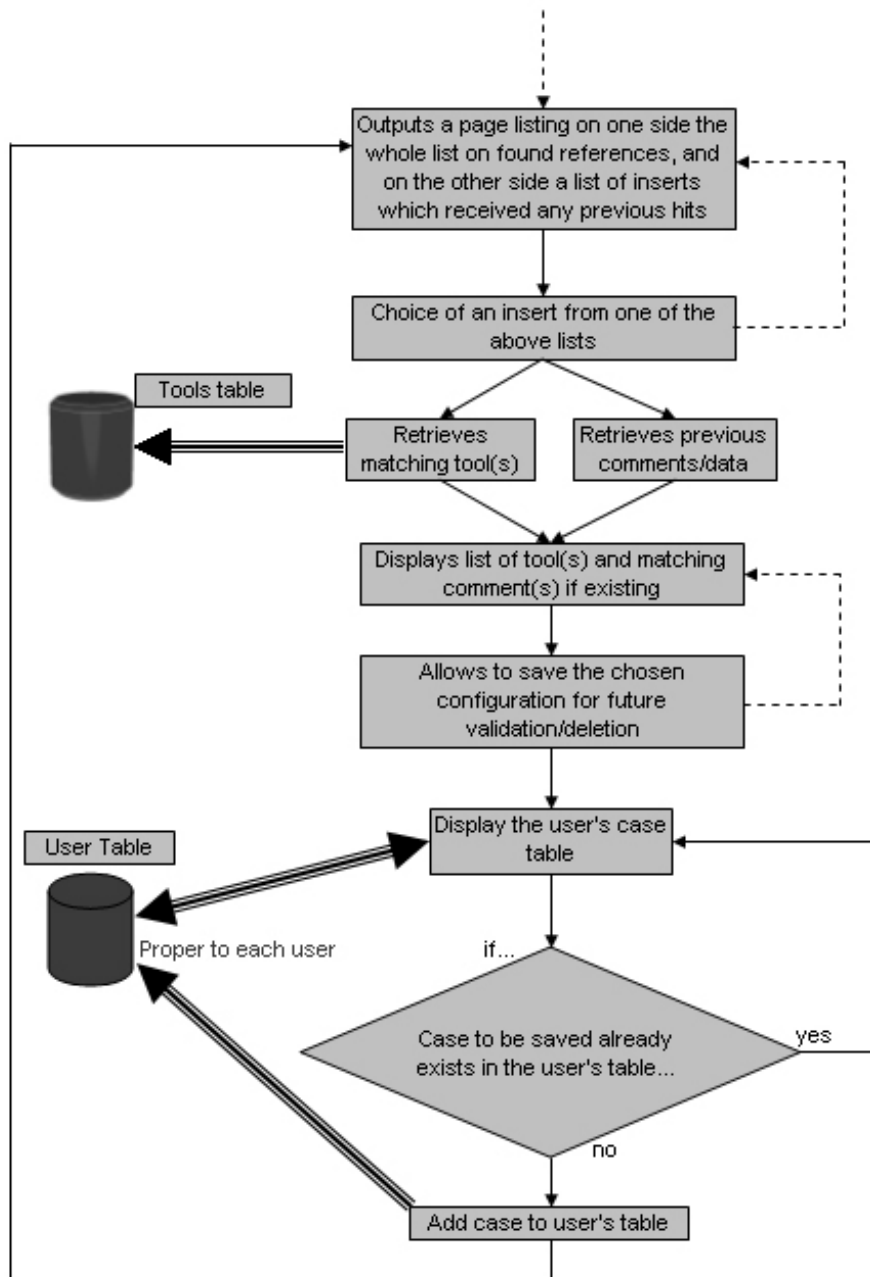 Outputs a page listing on one side the
whole list on found references, and
on the other side a list of inserts
which received any previous hits
Choice of an insert from one of the
above lists
Tools table
Retrieves
matching tool(s)
Retrieves previous
comments/data
Displays list of tool(s) and matching
comment(s) if existing
Allows to save the chosen
configuration for future
validation/deletion
Display the user's case
table
User Table
Proper to each user
if...
Case to be saved already
exists in the user's table...
yes
no
Add case to user's table